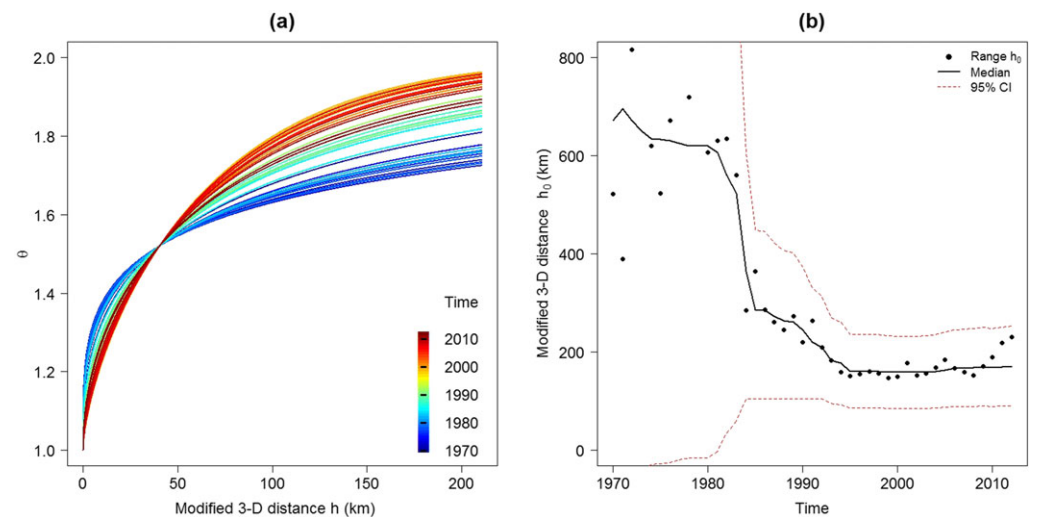 (a)
2.0
1.8
1.6
1.4
1.2
1.0
θ
0
50
100
150
200
Modified 3-D distance h (km)
Time
2010
2000
1990
1980
1970
(b)
800
600
400
200
0
Modified 3-D distance h₀ (km)
1970
1980
1990
2000
2010
Time
Range h₀
Median
95% CI